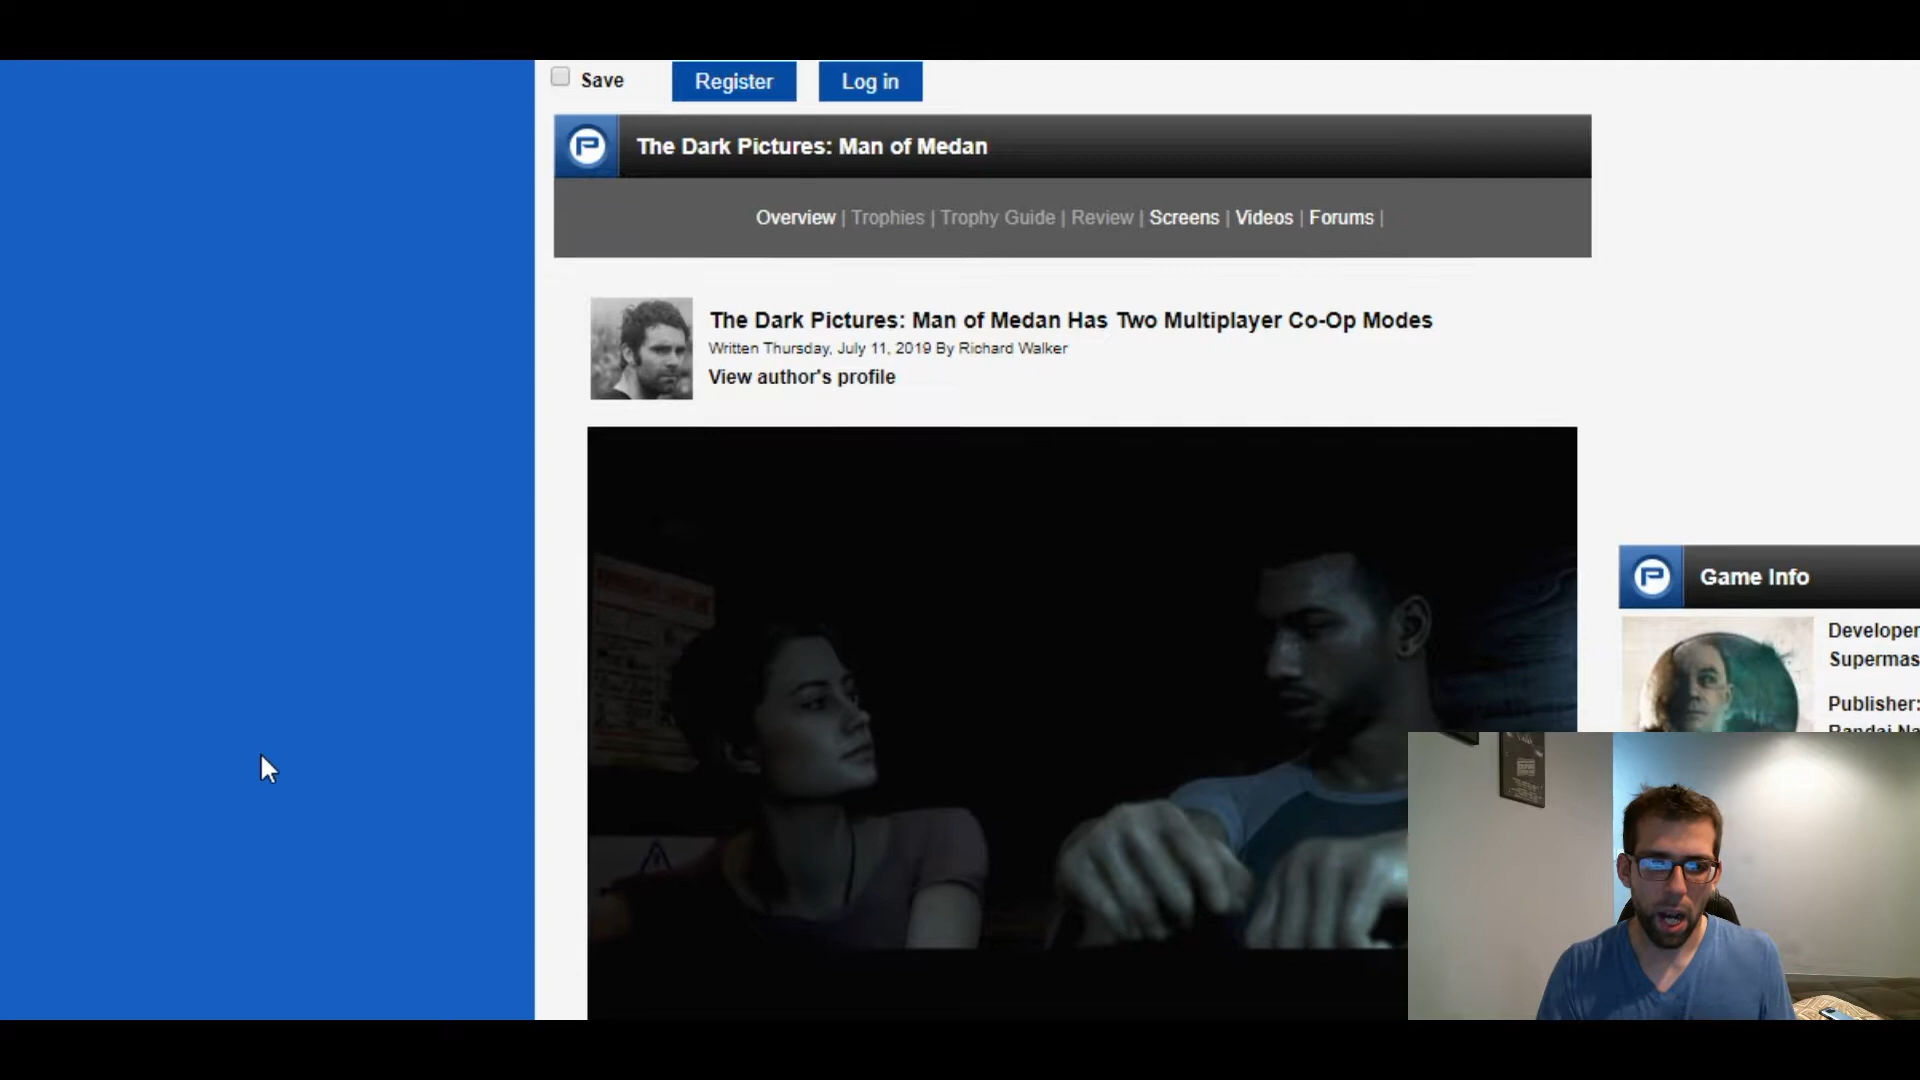 Save
Register
Log in
The Dark Pictures: Man of Medan
Overview | Trophies | Trophy Guide | Review | Screens | Videos | Forums |
The Dark Pictures: Man of Medan Has Two Multiplayer Co-Op Modes
Written Thursday, July 11, 2019 By Richard Walker
View author's profile
Game Info
Developer
Supermas
Publisher: